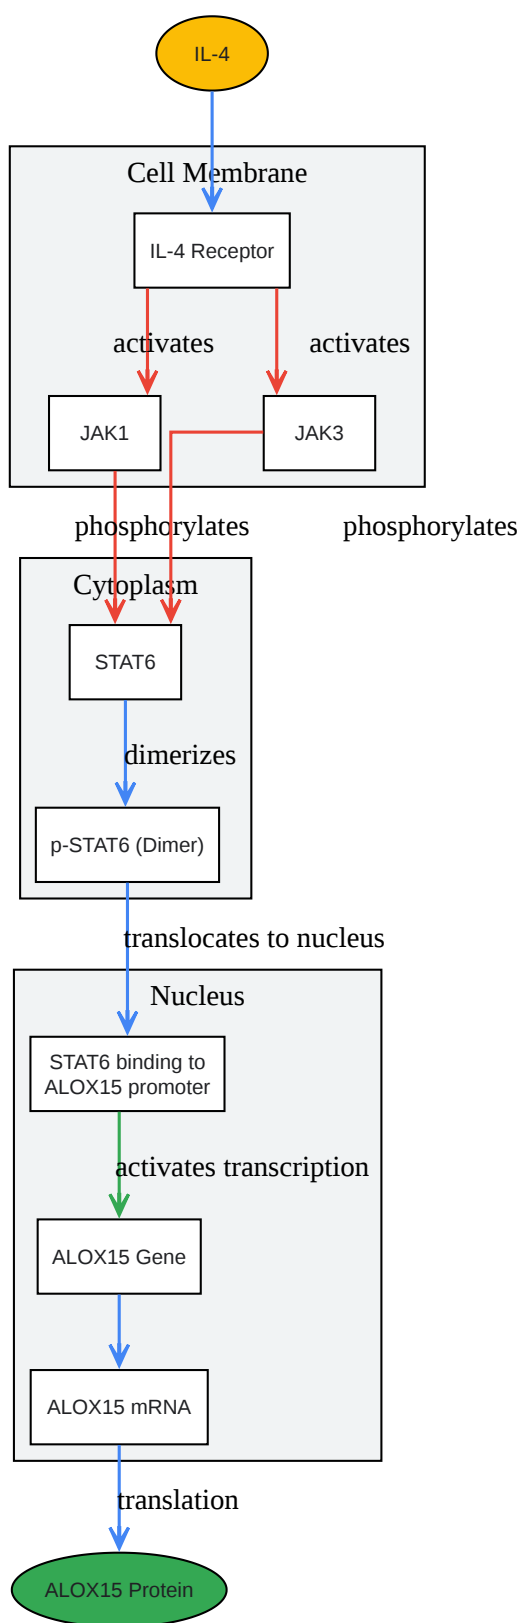 IL-4
Cell Membrane
IL-4 Receptor
activates
activates
JAK1
JAK3
phosphorylates
phosphorylates
Cytoplasm
STAT6
dimerizes
p-STAT6 (Dimer)
translocates to nucleus
Nucleus
STAT6 binding to
ALOX15 promoter
activates transcription
ALOX15 Gene
ALOX15 mRNA
translation
ALOX15 Protein